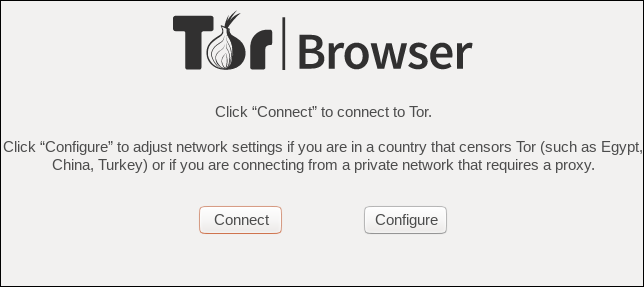 Tor Browser
Click “Connect” to connect to Tor.
Click “Configure” to adjust network settings if you are in a country that censors Tor (such as Egypt,
China, Turkey) or if you are connecting from a private network that requires a proxy.
Connect Configure